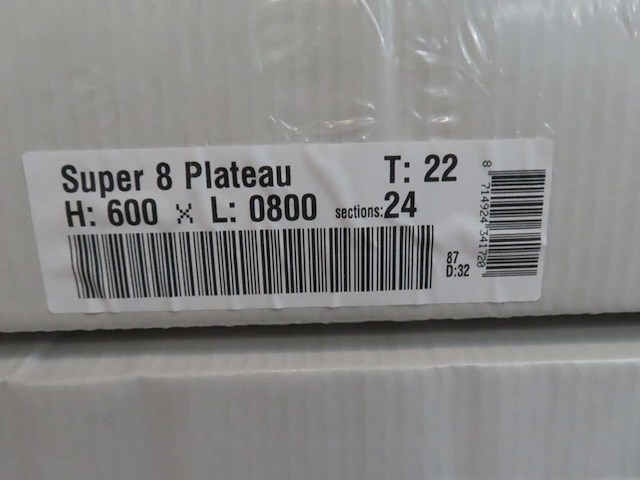 Super 8 Plateau T: 22
H: 600 x L: 0800 sections:24
87
D:32
8 714924 341720